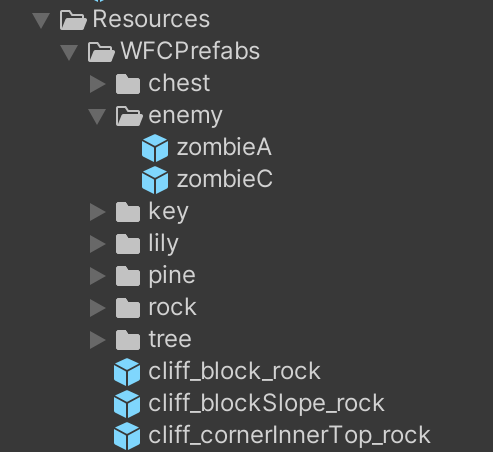 Resources
WFCPrefabs
chest
enemy
zombieA
zombieC
key
lily
pine
rock
tree
cliff_block_rock
cliff_blockSlope_rock
cliff_cornerInnerTop_rock